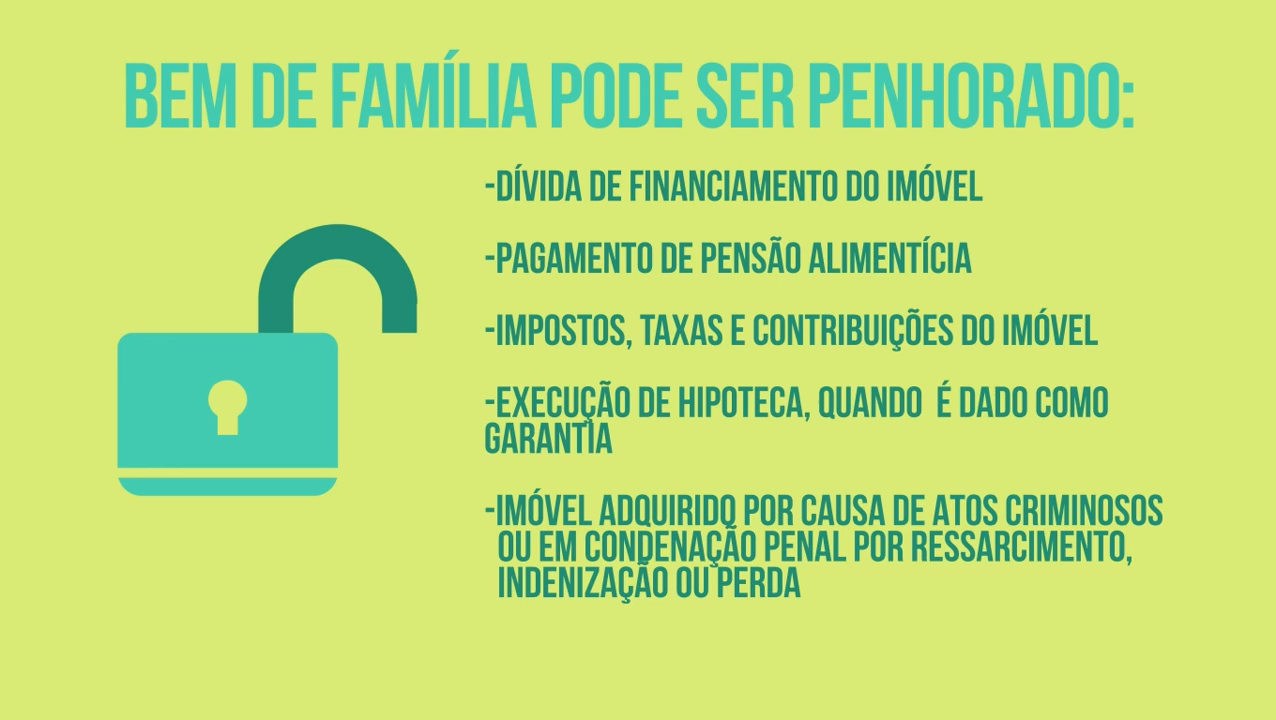 BEM DE FAMÍLIA PODE SER PENHORADO:
-DÍVIDA DE FINANCIAMENTO DO IMÓVEL
-PAGAMENTO DE PENSÃO ALIMENTÍCIA
-IMPOSTOS, TAXAS E CONTRIBUIÇÕES DO IMÓVEL
-EXECUÇÃO DE HIPOTECA, QUANDO É DADO COMO
GARANTIA
-IMÓVEL ADQUIRIDO POR CAUSA DE ATOS CRIMINOSOS
OU EM CONDENAÇÃO PENAL POR RESSARCIMENTO,
INDENIZAÇÃO OU PERDA